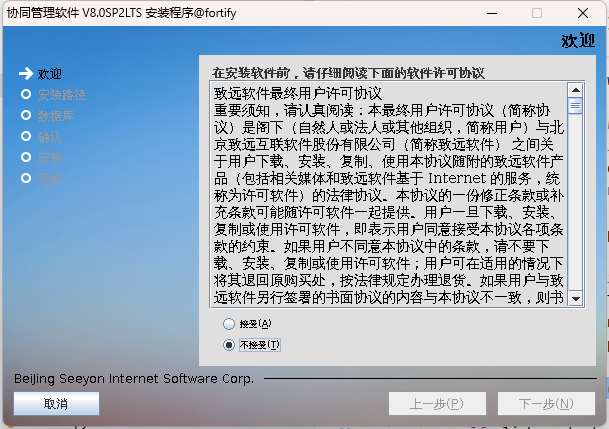 协同管理软件 V8.0SP2LTS 安装程序@fortify
欢迎
欢迎
安装路径
数据库
确认
在安装软件前，请仔细阅读下面的软件许可协议
致远软件最终用户许可协议
重要须知，请认真阅读：本最终用户许可协议（简称协
议）是阁下（自然人或法人或其他组织，简称用户）与北
京致远互联软件股份有限公司（简称致远软件） 之间关
于用户下载、安装、复制、使用本协议随附的致远软件产
品（包括相关媒体和致远软件基于 Internet 的服务，统
称为许可软件）的法律协议。本协议的一份修正条款或补
充条款可能随许可软件一起提供。用户一旦下载、安装、
复制或使用许可软件，即表示用户同意接受本协议各项条
款的约束。如果用户不同意本协议中的条款，请不要下
载、安装、复制或使用许可软件；用户可在适用的情况下
将其退回原购买处，按法律规定办理退货。如果用户与致
远软件另行签署的书面协议的内容与本协议不一致，则书
接受(A)
不接受(T)
BeiJing Seeyon Internet Software Corp.
取消
上一步(P)
下一步(N)